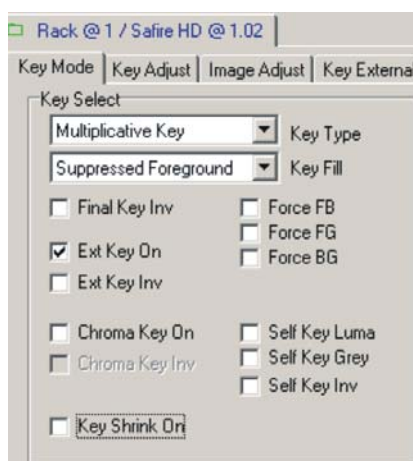 Rack @ 1 / Safire HD @ 1.02
Key Mode Key Adjust Image Adjust Key External
Key Select
Multiplicative Key Key Type
Suppressed Foreground Key Fill
Final Key Inv Force FB
Force FG
Ext Key On Force BG
Ext Key Inv
Chroma Key On Self Key Luma
Chroma Key Inv Self Key Grey
Self Key Inv
Key Shrink On